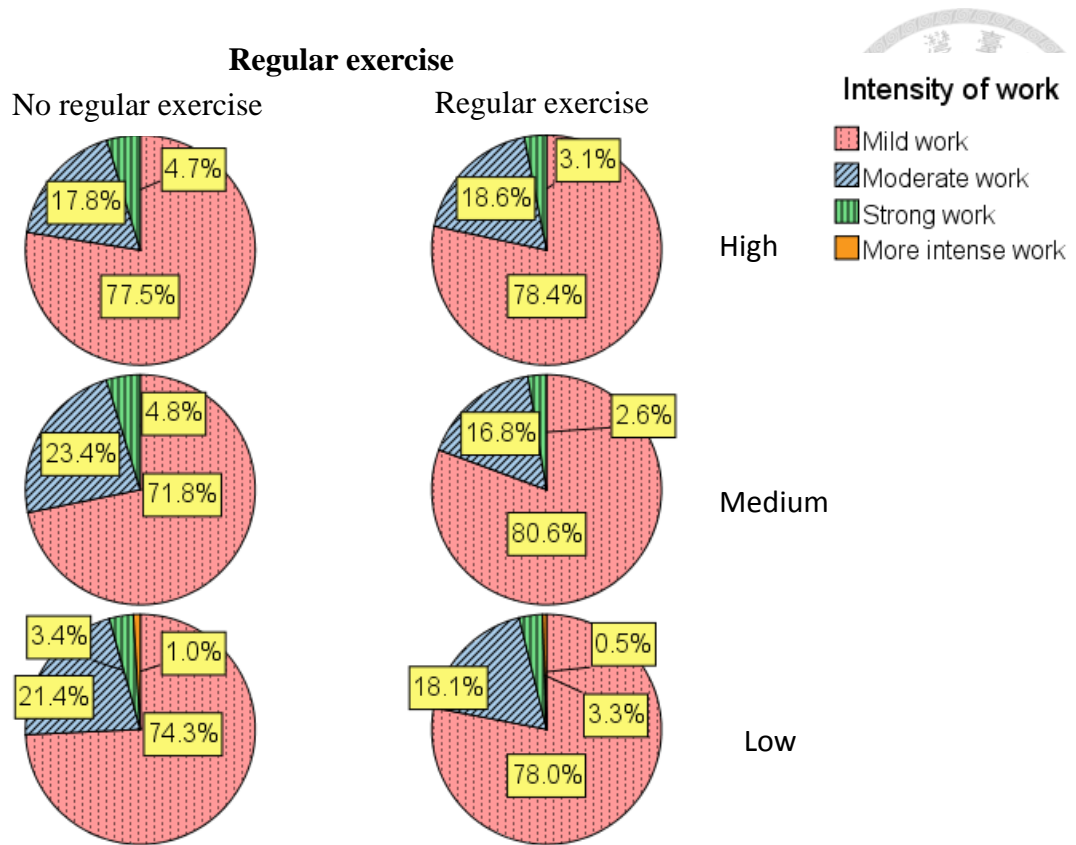 灣 臺
Regular exercise
No regular exercise
Regular exercise
Intensity of work
Mild work
Moderate work
Strong work
More intense work
4.7%
17.8%
77.5%
3.1%
18.6%
78.4%
High
4.8%
23.4%
71.8%
2.6%
16.8%
80.6%
Medium
3.4%
1.0%
21.4%
74.3%
0.5%
18.1%
3.3%
78.0%
Low